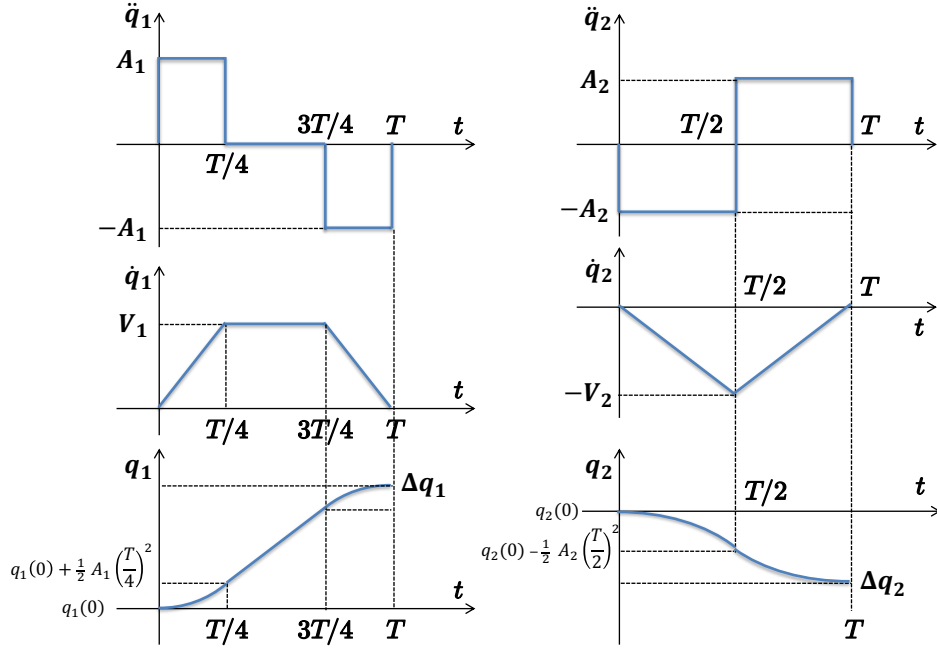 q̈₁
A₁
3T/4
T
t
T/4
−A₁
q̇₁
V₁
t
T/4
3T/4
T
q₁
Δq₁
q₁(0) + ½ A₁ (T/4)²
q₁(0)
t
T/4
3T/4
T
q̈₂
A₂
T/2
T
t
−A₂
q̇₂
T/2
T
t
−V₂
q₂
T/2
t
q₂(0)
q₂(0) − ½ A₂ (T/2)²
Δq₂
T